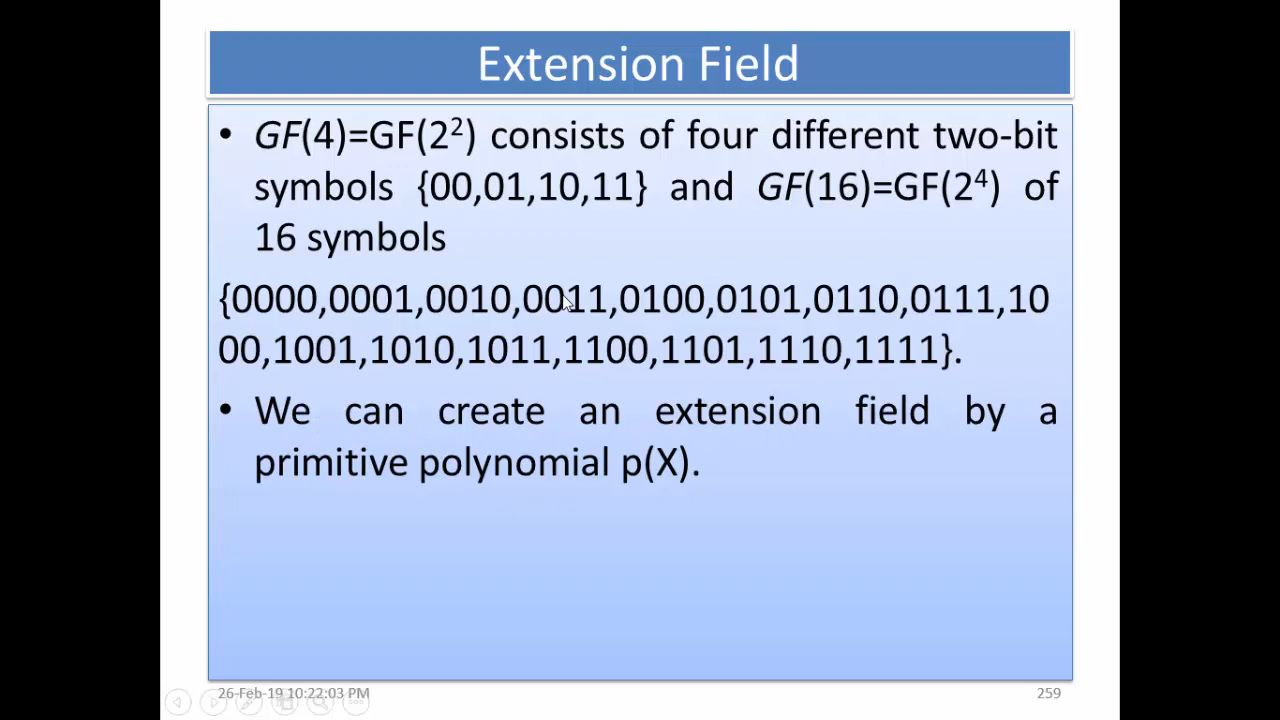 Extension Field
• GF(4)=GF(2²) consists of four different two-bit
symbols {00,01,10,11} and GF(16)=GF(2⁴) of
16 symbols
{0000,0001,0010,0011,0100,0101,0110,0111,10
00,1001,1010,1011,1100,1101,1110,1111}.
• We can create an extension field by a
primitive polynomial p(X).
26-Feb-19 10:22:03 PM
259